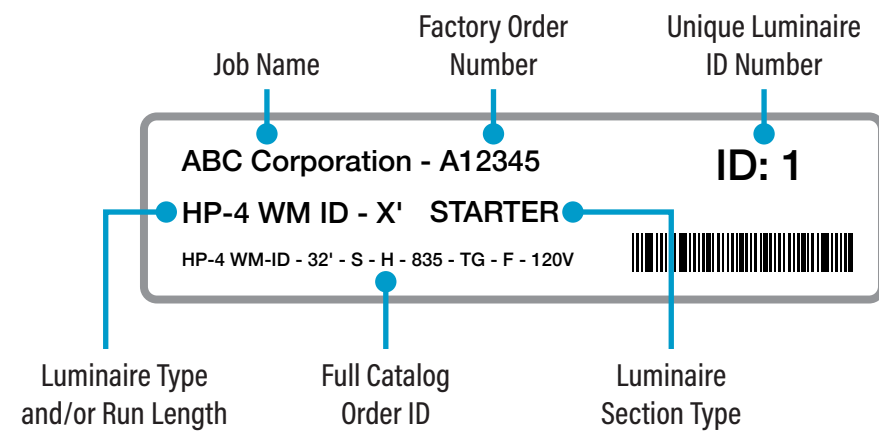 Job Name
Factory Order
Number
Unique Luminaire
ID Number
ABC Corporation - A12345
ID: 1
HP-4 WM ID - X' STARTER
HP-4 WM-ID - 32' - S - H - 835 - TG - F - 120V
Luminaire Type
and/or Run Length
Full Catalog
Order ID
Luminaire
Section Type